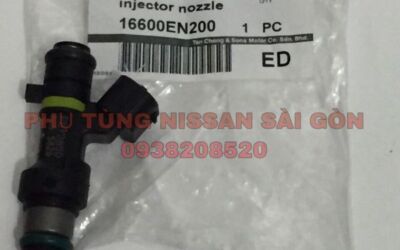 injector nozzle
16600EN200 1 PC
Tan Chong & Sons Motor Co. Sdn. Bhd.
ED
PHỤ TÙNG NISSAN SÀI GÒN
0938208520